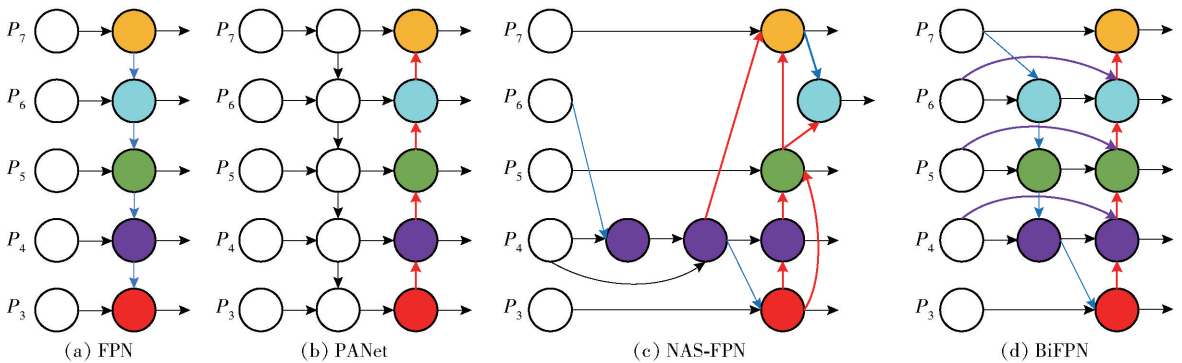 P7 P7 P7 P7
P6 P6 P6 P6
P5 P5 P5 P5
P4 P4 P4 P4
P3 P3 P3 P3
(a) FPN (b) PANet (c) NAS-FPN (d) BiFPN